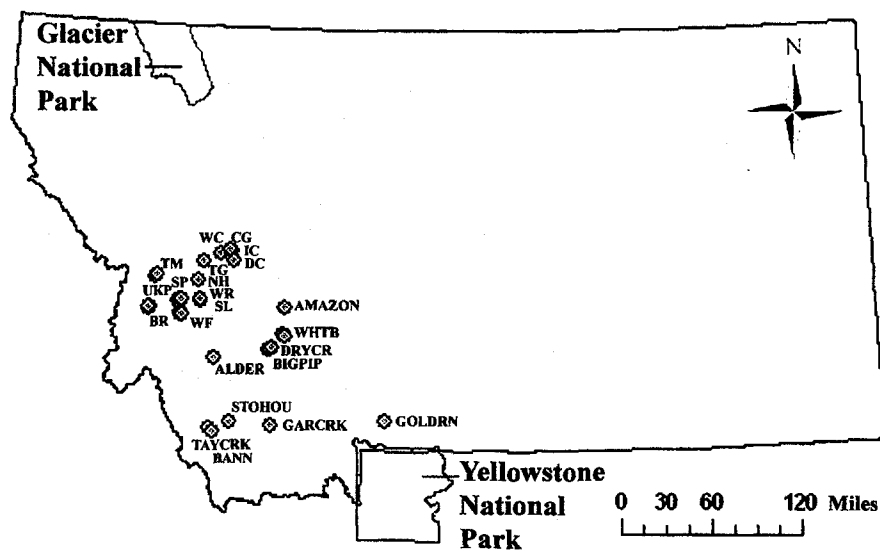 Glacier
National
Park
N
WC CG
IC
DC
TM
TG
NH
UKP SP
WR
SL
BR WF
AMAZON
WHTB
DRYCR
BIGPIP
ALDER
STOHOU
GARCRK
GOLDRN
TAYCRK
BANN
Yellowstone
National
Park
0 30 60 120 Miles